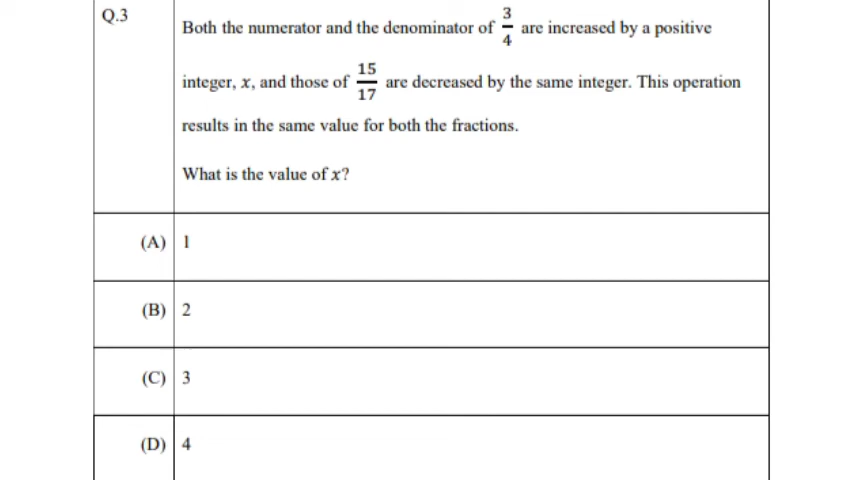 Q.3
Both the numerator and the denominator of 3/4 are increased by a positive
integer, x, and those of 15/17 are decreased by the same integer. This operation
results in the same value for both the fractions.
What is the value of x?
(A) 1
(B) 2
(C) 3
(D) 4